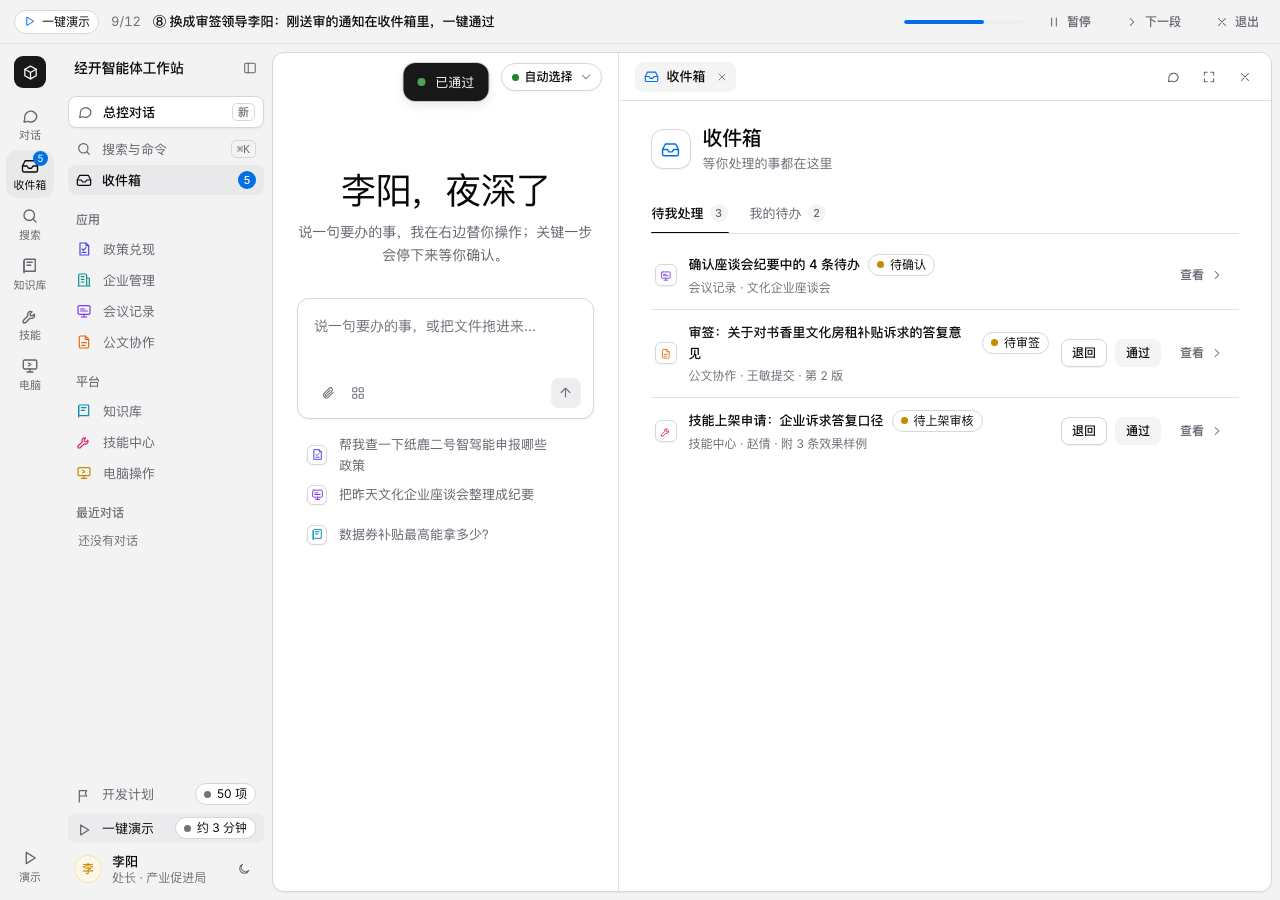 一键演示
9/12
⑧ 换成审签领导李阳：刚送审的通知在收件箱里，一键通过
暂停
下一段
退出
对话
5
收件箱
搜索
知识库
技能
电脑
演示
经开智能体工作站
总控对话
新
搜索与命令
⌘K
收件箱
5
应用
政策兑现
企业管理
会议记录
公文协作
平台
知识库
技能中心
电脑操作
最近对话
还没有对话
开发计划
50 项
一键演示
约 3 分钟
李
李阳
处长 · 产业促进局
已通过
自动选择
李阳，夜深了
说一句要办的事，我在右边替你操作；关键一步
会停下来等你确认。
说一句要办的事，或把文件拖进来...
帮我查一下纸鹿二号智驾能申报哪些
政策
把昨天文化企业座谈会整理成纪要
数据券补贴最高能拿多少？
收件箱
收件箱
等你处理的事都在这里
待我处理
3
我的待办
2
确认座谈会纪要中的 4 条待办
待确认
会议记录 · 文化企业座谈会
查看
审签：关于对书香里文化房租补贴诉求的答复意
见
待审签
公文协作 · 王敏提交 · 第 2 版
退回
通过
查看
技能上架申请：企业诉求答复口径
待上架审核
技能中心 · 赵倩 · 附 3 条效果样例
退回
通过
查看